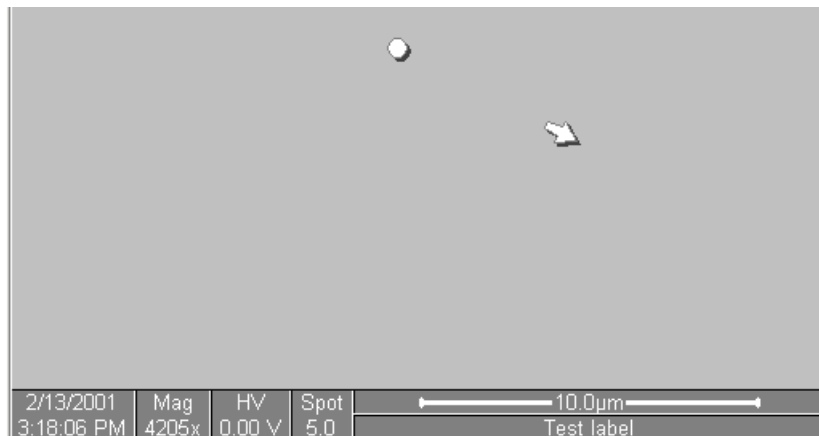 2/13/2001 Mag HV Spot 10.0µm
3:18:06 PM 4205x 0.00 V 5.0 Test label